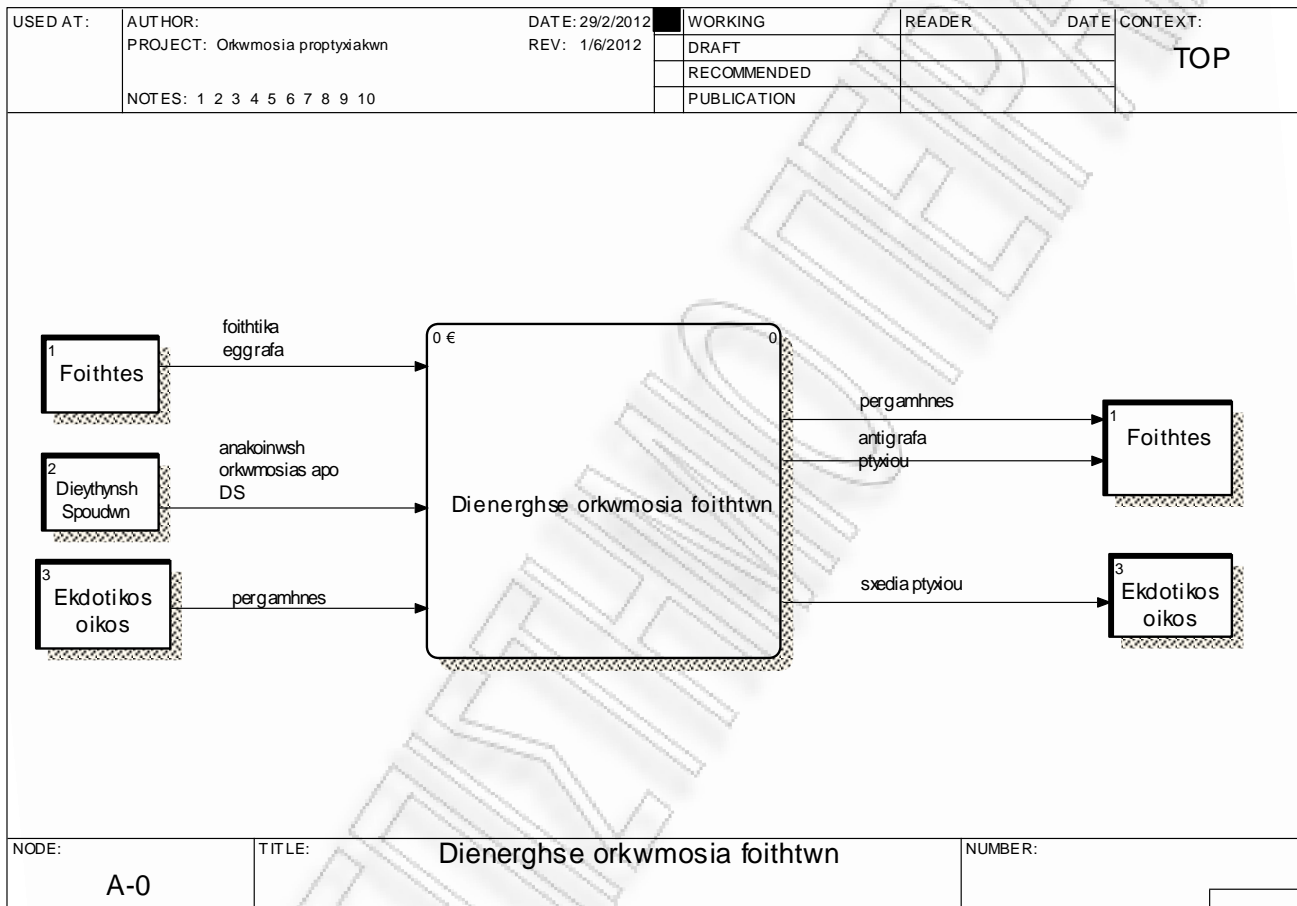 USED AT:
AUTHOR:
DATE: 29/2/2012
WORKING
READER
DATE
CONTEXT:
PROJECT: Orkwmosia proptyxiakwn
REV: 1/6/2012
DRAFT
TOP
RECOMMENDED
NOTES: 1 2 3 4 5 6 7 8 9 10
PUBLICATION
1
Foithtes
foithtika
eggrafa
2
Dieythynsh
Spoudwn
anakoinwsh
orkwmosias apo
DS
3
Ekdotikos
oikos
pergamhnes
0 €
0
Dienerghse orkwmosia foithtwn
pergamhnes
antigrafa
ptyxiou
1
Foithtes
sxedia ptyxiou
3
Ekdotikos
oikos
NODE:
A-0
TITLE:
Dienerghse orkwmosia foithtwn
NUMBER: